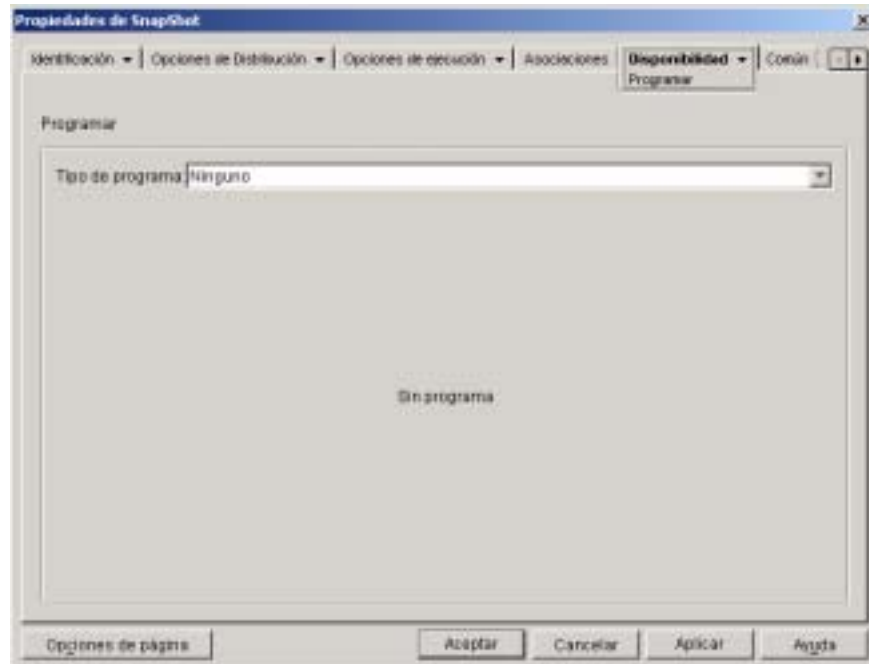 Propiedades de SnapShot
Identificación
Opciones de Distribución
Opciones de ejecución
Asociaciones
Disponibilidad
Común
Programar
Programar
Tipo de programa: Ninguno
Sin programa
Opciones de página
Aceptar
Cancelar
Aplicar
Ayuda